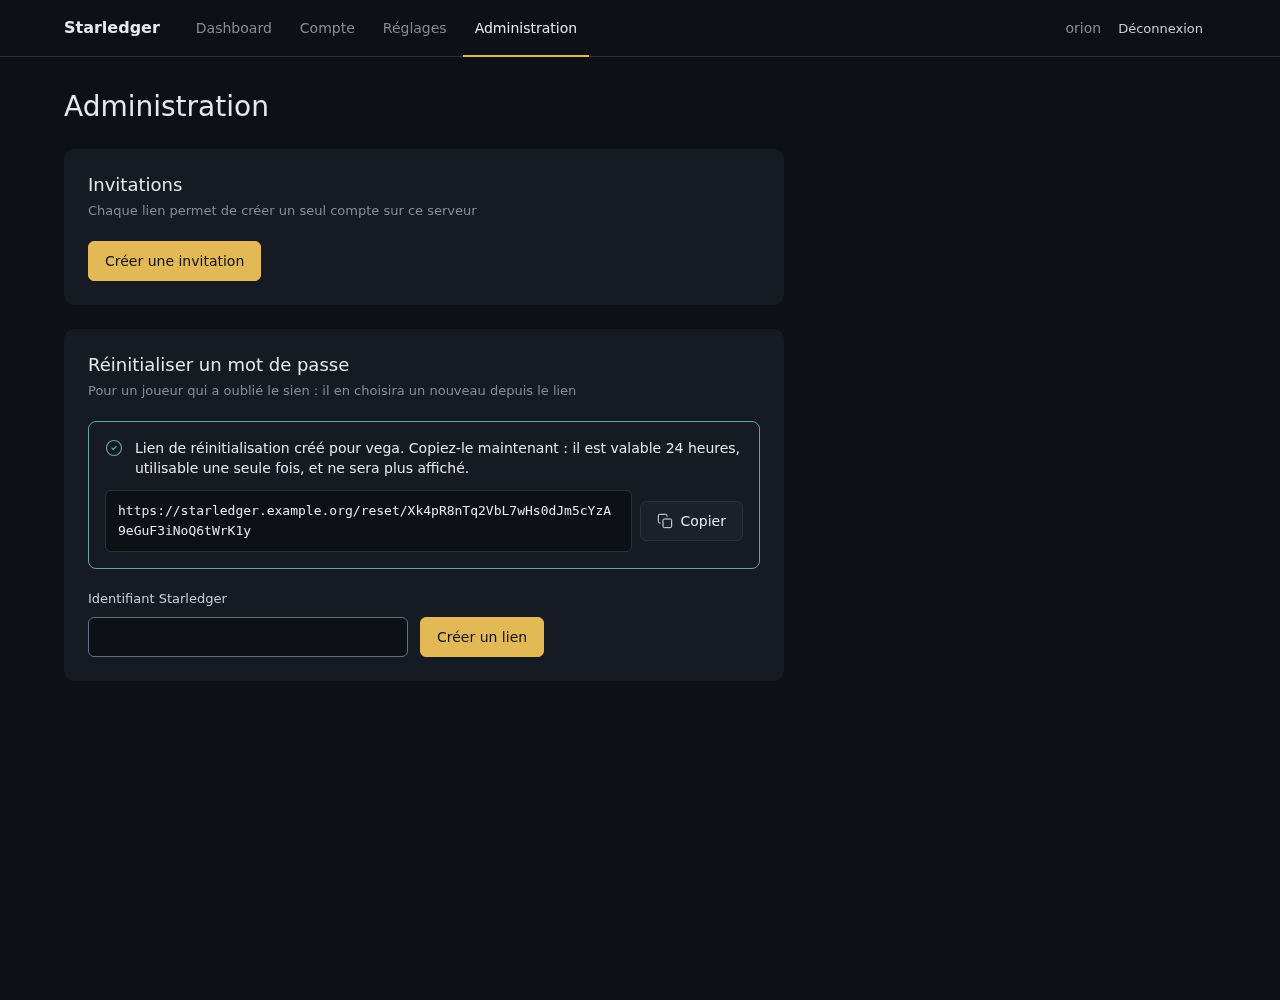 Starledger Dashboard Compte Réglages Administration orion Déconnexion
Administration
Invitations
Chaque lien permet de créer un seul compte sur ce serveur
Créer une invitation
Réinitialiser un mot de passe
Pour un joueur qui a oublié le sien : il en choisira un nouveau depuis le lien
Lien de réinitialisation créé pour vega. Copiez-le maintenant : il est valable 24 heures,
utilisable une seule fois, et ne sera plus affiché.
https://starledger.example.org/reset/Xk4pR8nTq2VbL7wHs0dJm5cYzA
9eGuF3iNoQ6tWrK1y
Copier
Identifiant Starledger
Créer un lien